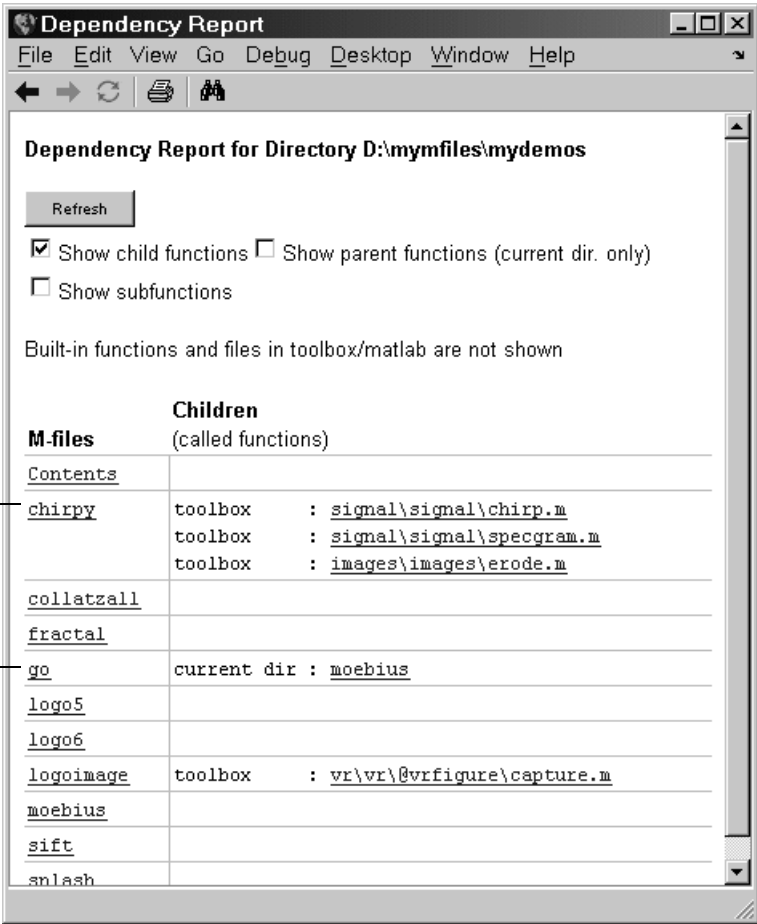 Dependency Report
File Edit View Go Debug Desktop Window Help
Dependency Report for Directory D:\mymfiles\mydemos
Refresh
Show child functions Show parent functions (current dir. only)
Show subfunctions
Built-in functions and files in toolbox/matlab are not shown
Children
M-files (called functions)
Contents
chirpy toolbox : signal\signal\chirp.m
toolbox : signal\signal\specgram.m
toolbox : images\images\erode.m
collatzall
fractal
go current dir : moebius
logo5
logo6
logoimage toolbox : vr\vr\@vrfigure\capture.m
moebius
sift
splash